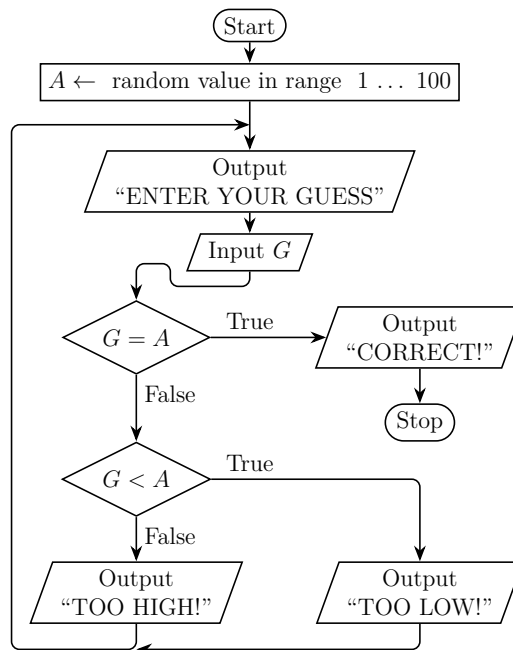 Start
A ← random value in range 1 … 100
Output
“ENTER YOUR GUESS”
Input G
G = A
True
Output
“CORRECT!”
False
Stop
G < A
True
False
Output
“TOO HIGH!”
Output
“TOO LOW!”